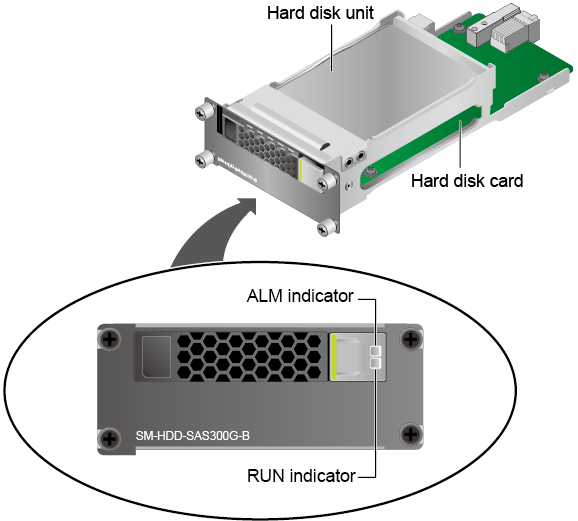 Hard disk unit
Hard disk card
ALM indicator
SM-HDD-SAS300G-B
RUN indicator